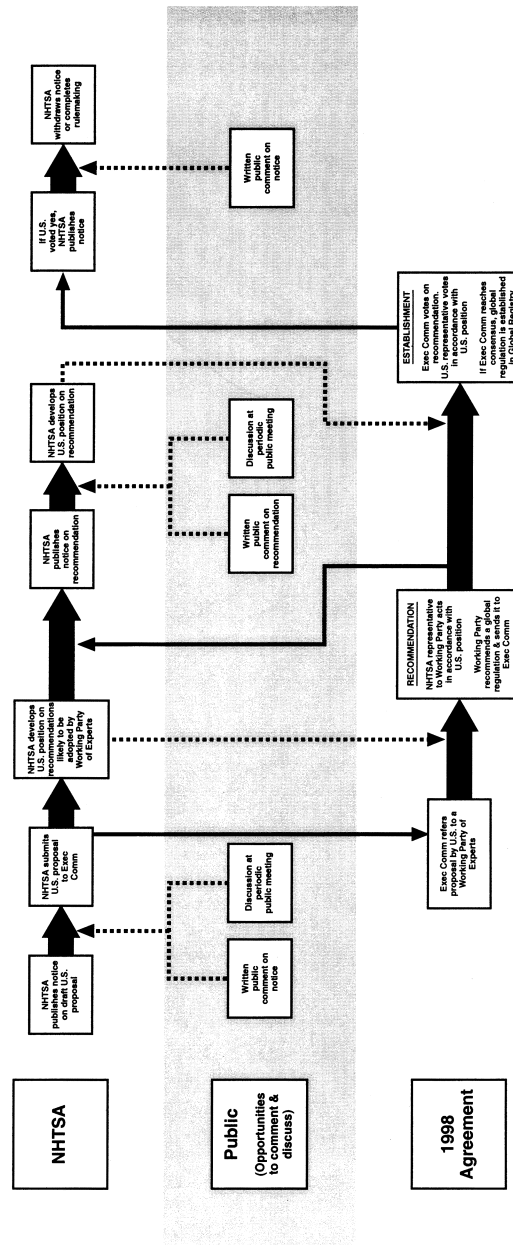 NHTSA
NHTSA
publishes notice
on draft U.S.
proposal
NHTSA submits
U.S. proposal
to Exec
Comm
NHTSA develops
U.S. position on
recommendations
likely to be
adopted by
Working Party
of Experts
NHTSA
publishes
notice on
recommendation
NHTSA develops
U.S. position on
recommendation
If U.S.
voted yes,
NHTSA
publishes
notice
NHTSA
withdraws notice
or completes
rulemaking
Public
(Opportunities
to comment &
discuss)
Written
public
comment on
notice
Discussion at
periodic
public meeting
Written
public
comment on
recommendation
Discussion at
periodic
public meeting
Written
public
comment on
notice
1998
Agreement
Exec Comm refers
proposal by U.S. to a
Working Party of
Experts
RECOMMENDATION
NHTSA representative
to Working Party acts
in accordance with
U.S. position
Working Party
recommends a global
regulation & sends it to
Exec Comm
ESTABLISHMENT
Exec Comm votes on
recommendation.
U.S. representative votes
in accordance with
U.S. position
If Exec Comm reaches
consensus, global
regulation is established
in Global Registry